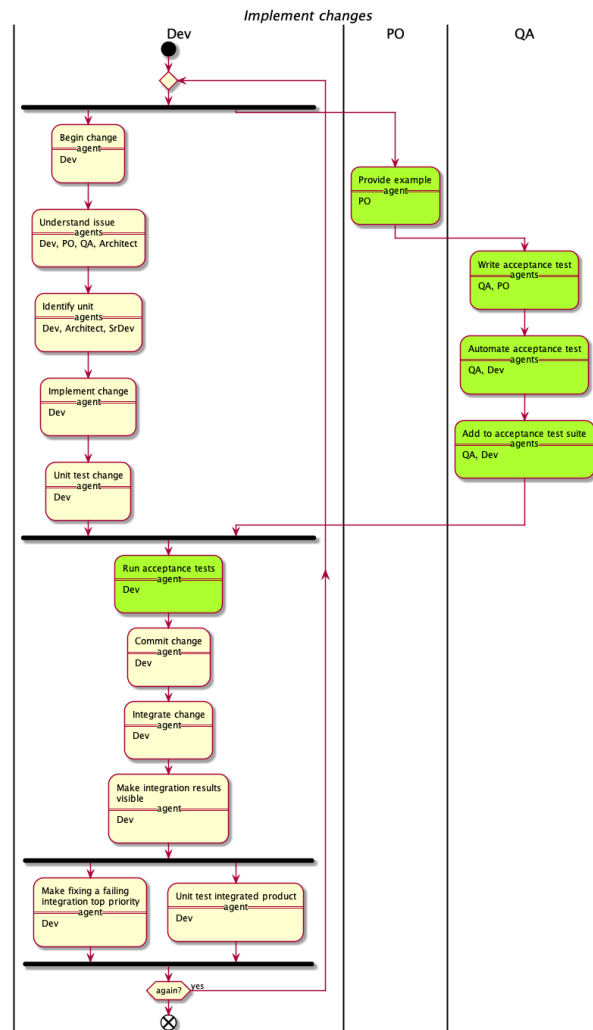 Implement changes
Dev
PO
QA
Begin change
agent
Dev
Understand issue
agents
Dev, PO, QA, Architect
Identify unit
agents
Dev, Architect, SrDev
Implement change
agent
Dev
Unit test change
agent
Dev
Provide example
agent
PO
Write acceptance test
agents
QA, PO
Automate acceptance test
agents
QA, Dev
Add to acceptance test suite
agents
QA, Dev
Run acceptance tests
agent
Dev
Commit change
agent
Dev
Integrate change
agent
Dev
Make integration results
visible
agent
Dev
Make fixing a failing
integration top priority
agent
Dev
Unit test integrated product
agent
Dev
again?
yes